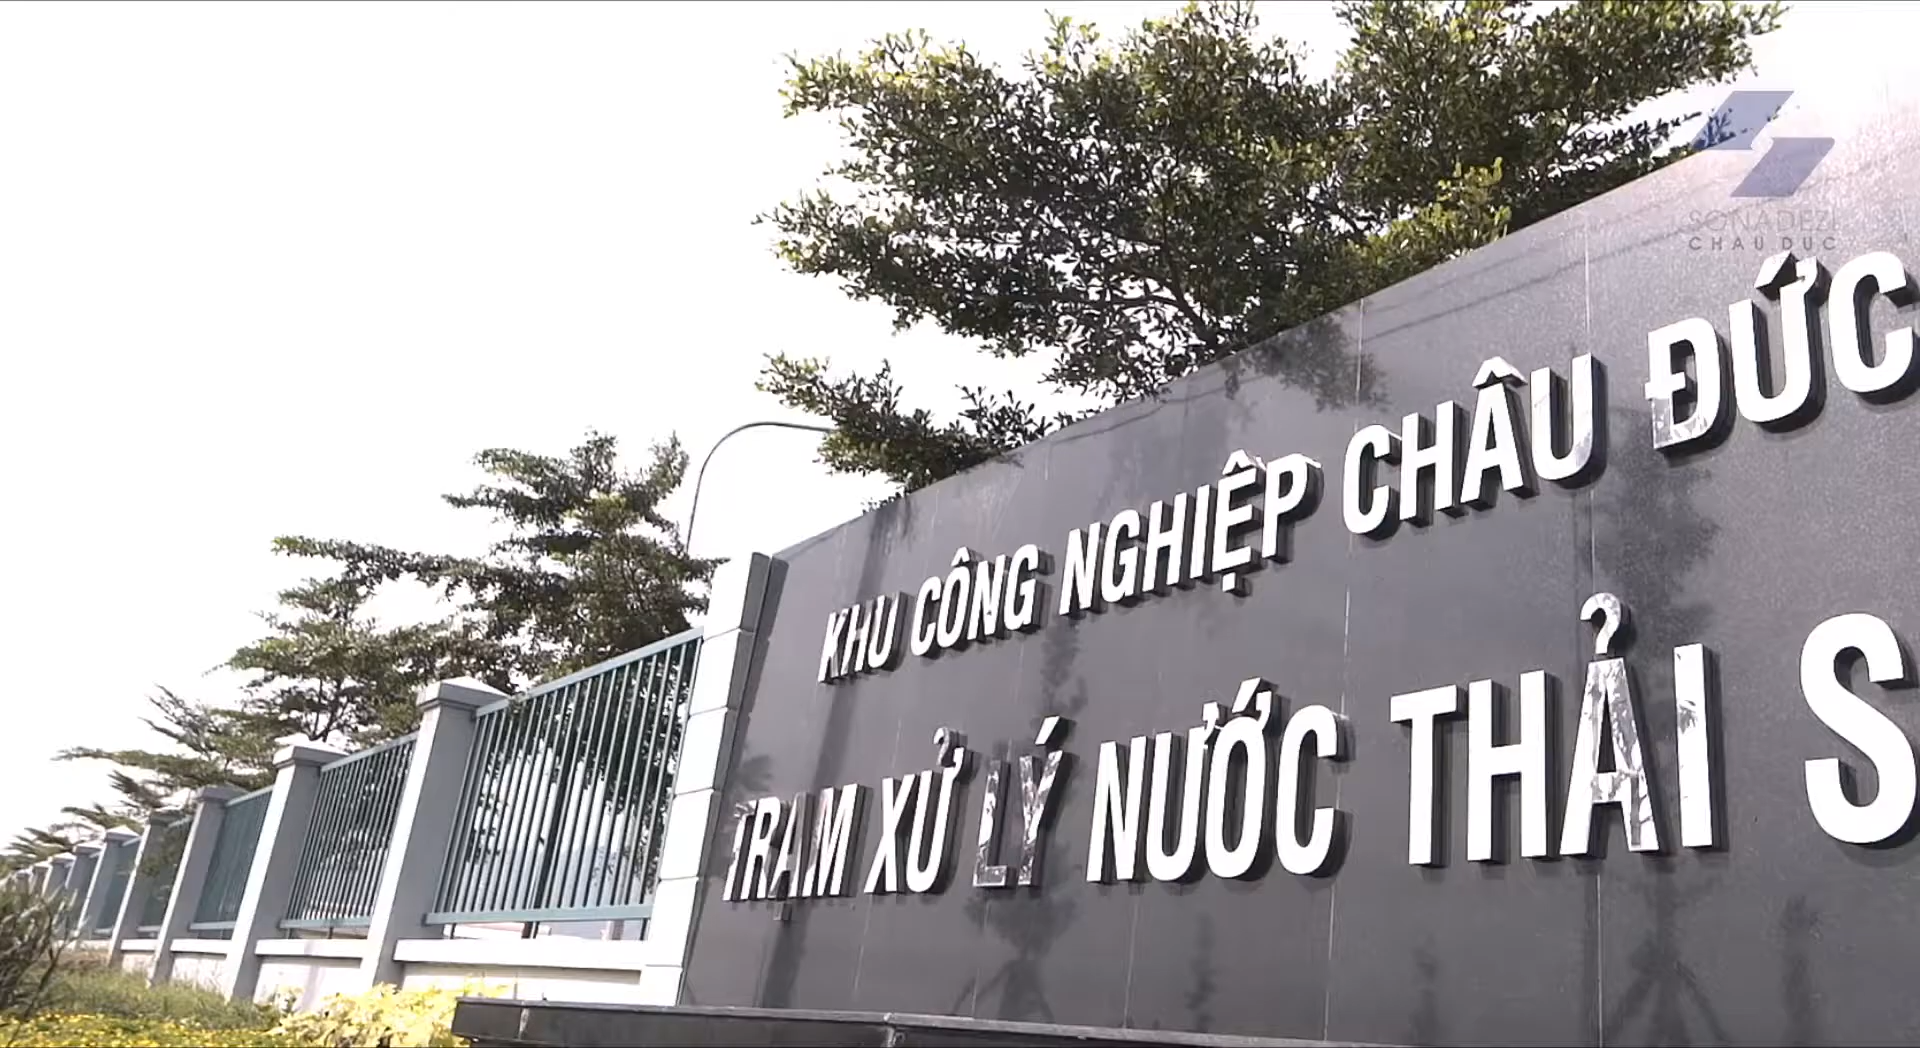 SONADEZI
CHAU DUC
KHU CÔNG NGHIỆP CHÂU ĐỨC
TRẠM XỬ LÝ NƯỚC THẢI S